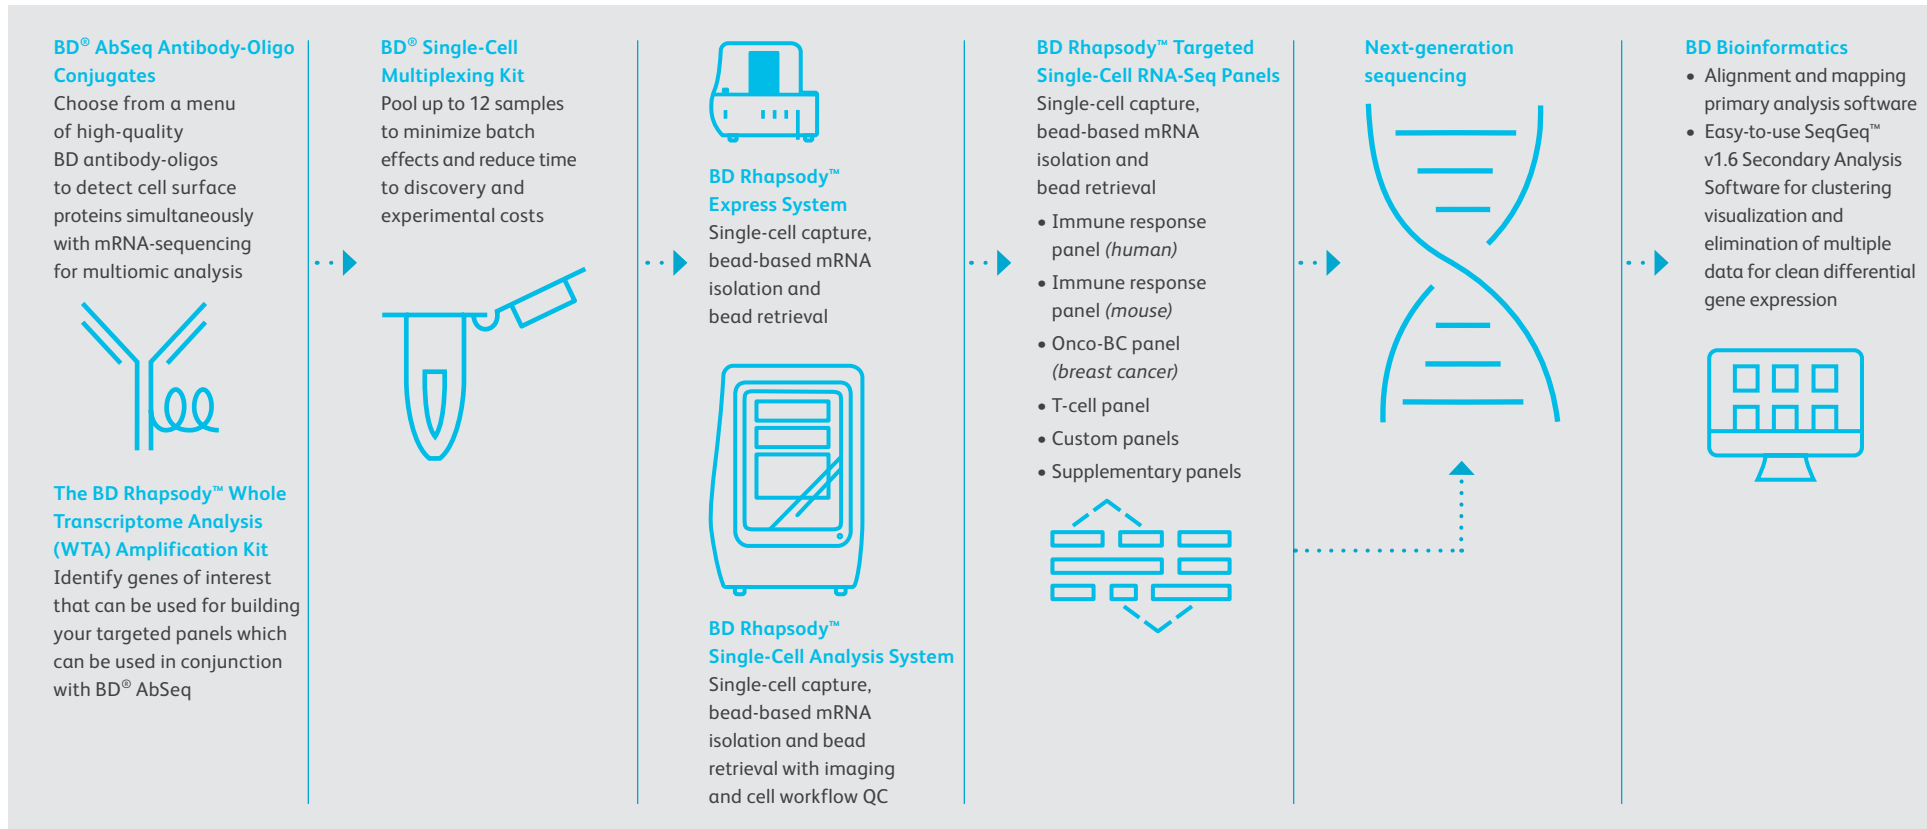 BD® AbSeq Antibody-Oligo
Conjugates
Choose from a menu
of high-quality
BD antibody-oligos
to detect cell surface
proteins simultaneously
with mRNA-sequencing
for multiomic analysis
The BD Rhapsody™ Whole
Transcriptome Analysis
(WTA) Amplification Kit
Identify genes of interest
that can be used for building
your targeted panels which
can be used in conjunction
with BD® AbSeq
BD® Single-Cell
Multiplexing Kit
Pool up to 12 samples
to minimize batch
effects and reduce time
to discovery and
experimental costs
BD Rhapsody™
Express System
Single-cell capture,
bead-based mRNA
isolation and
bead retrieval
BD Rhapsody™
Single-Cell Analysis System
Single-cell capture,
bead-based mRNA
isolation and bead
retrieval with imaging
and cell workflow QC
BD Rhapsody™ Targeted
Single-Cell RNA-Seq Panels
Single-cell capture,
bead-based mRNA
isolation and
bead retrieval
• Immune response
panel (human)
• Immune response
panel (mouse)
• Onco-BC panel
(breast cancer)
• T-cell panel
• Custom panels
• Supplementary panels
Next-generation
sequencing
BD Bioinformatics
• Alignment and mapping
primary analysis software
• Easy-to-use SeqGeq™
v1.6 Secondary Analysis
Software for clustering
visualization and
elimination of multiple
data for clean differential
gene expression